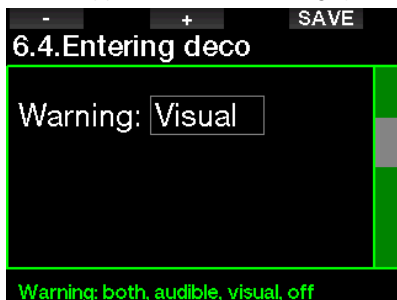 - + SAVE
6.4.Entering deco
Warning: Visual
Warning: both, audible, visual, off